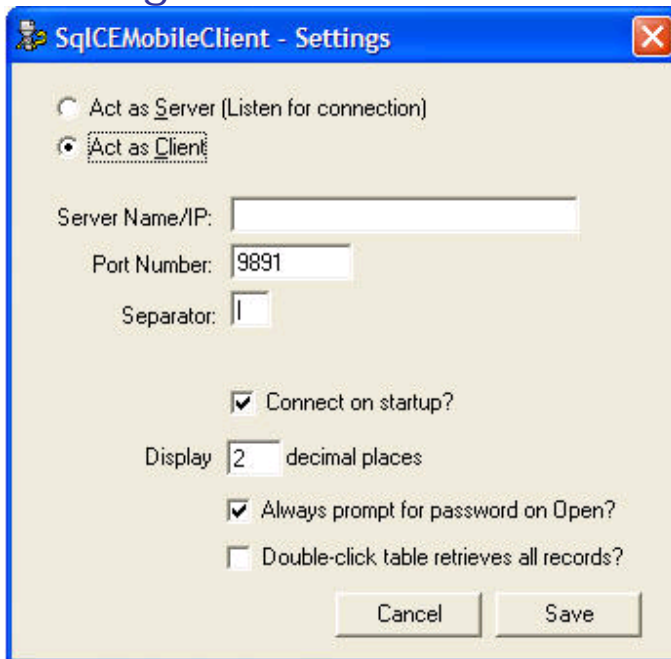 SqlCEMobileClient - Settings
Act as Server (Listen for connection)
Act as Client
Server Name/IP:
Port Number: 9891
Separator: |
Connect on startup?
Display 2 decimal places
Always prompt for password on Open?
Double-click table retrieves all records?
Cancel Save